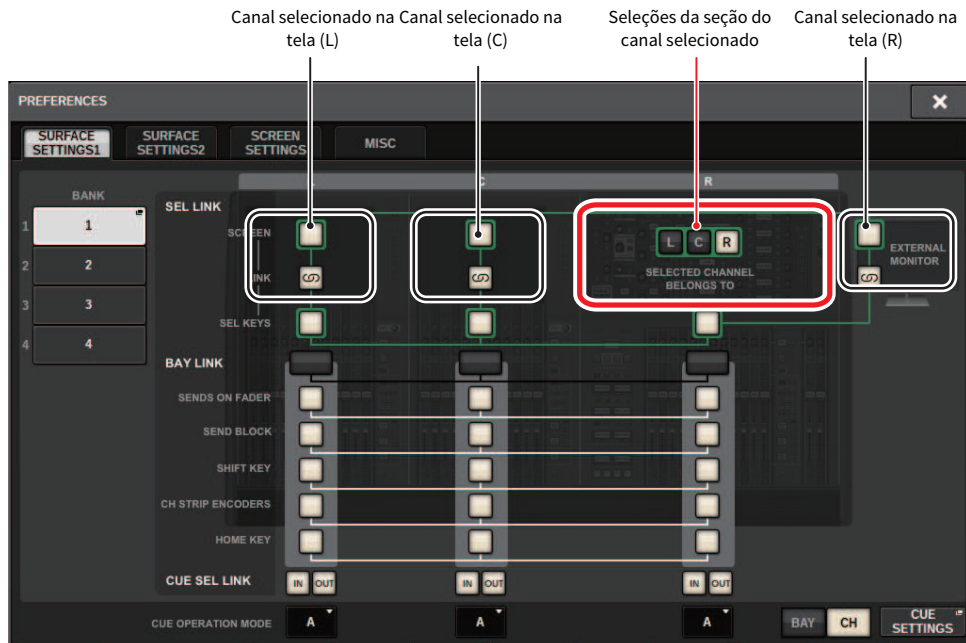 Canal selecionado na tela (L)
Canal selecionado na tela (C)
Seleções da seção do canal selecionado
Canal selecionado na tela (R)
PREFERENCES
SURFACE SETTINGS1
SURFACE SETTINGS2
SCREEN SETTINGS
MISC
L
C
R
BANK
1 1
2 2
3 3
4 4
SEL LINK
SCREEN
L C R
SELECTED CHANNEL BELONGS TO
EXTERNAL MONITOR
LINK
SEL KEYS
BAY LINK
SENDS ON FADER
SEND BLOCK
SHIFT KEY
CH STRIP ENCODERS
HOME KEY
CUE SEL LINK
IN OUT
IN OUT
IN OUT
CUE OPERATION MODE
A
A
A
BAY CH
CUE SETTINGS